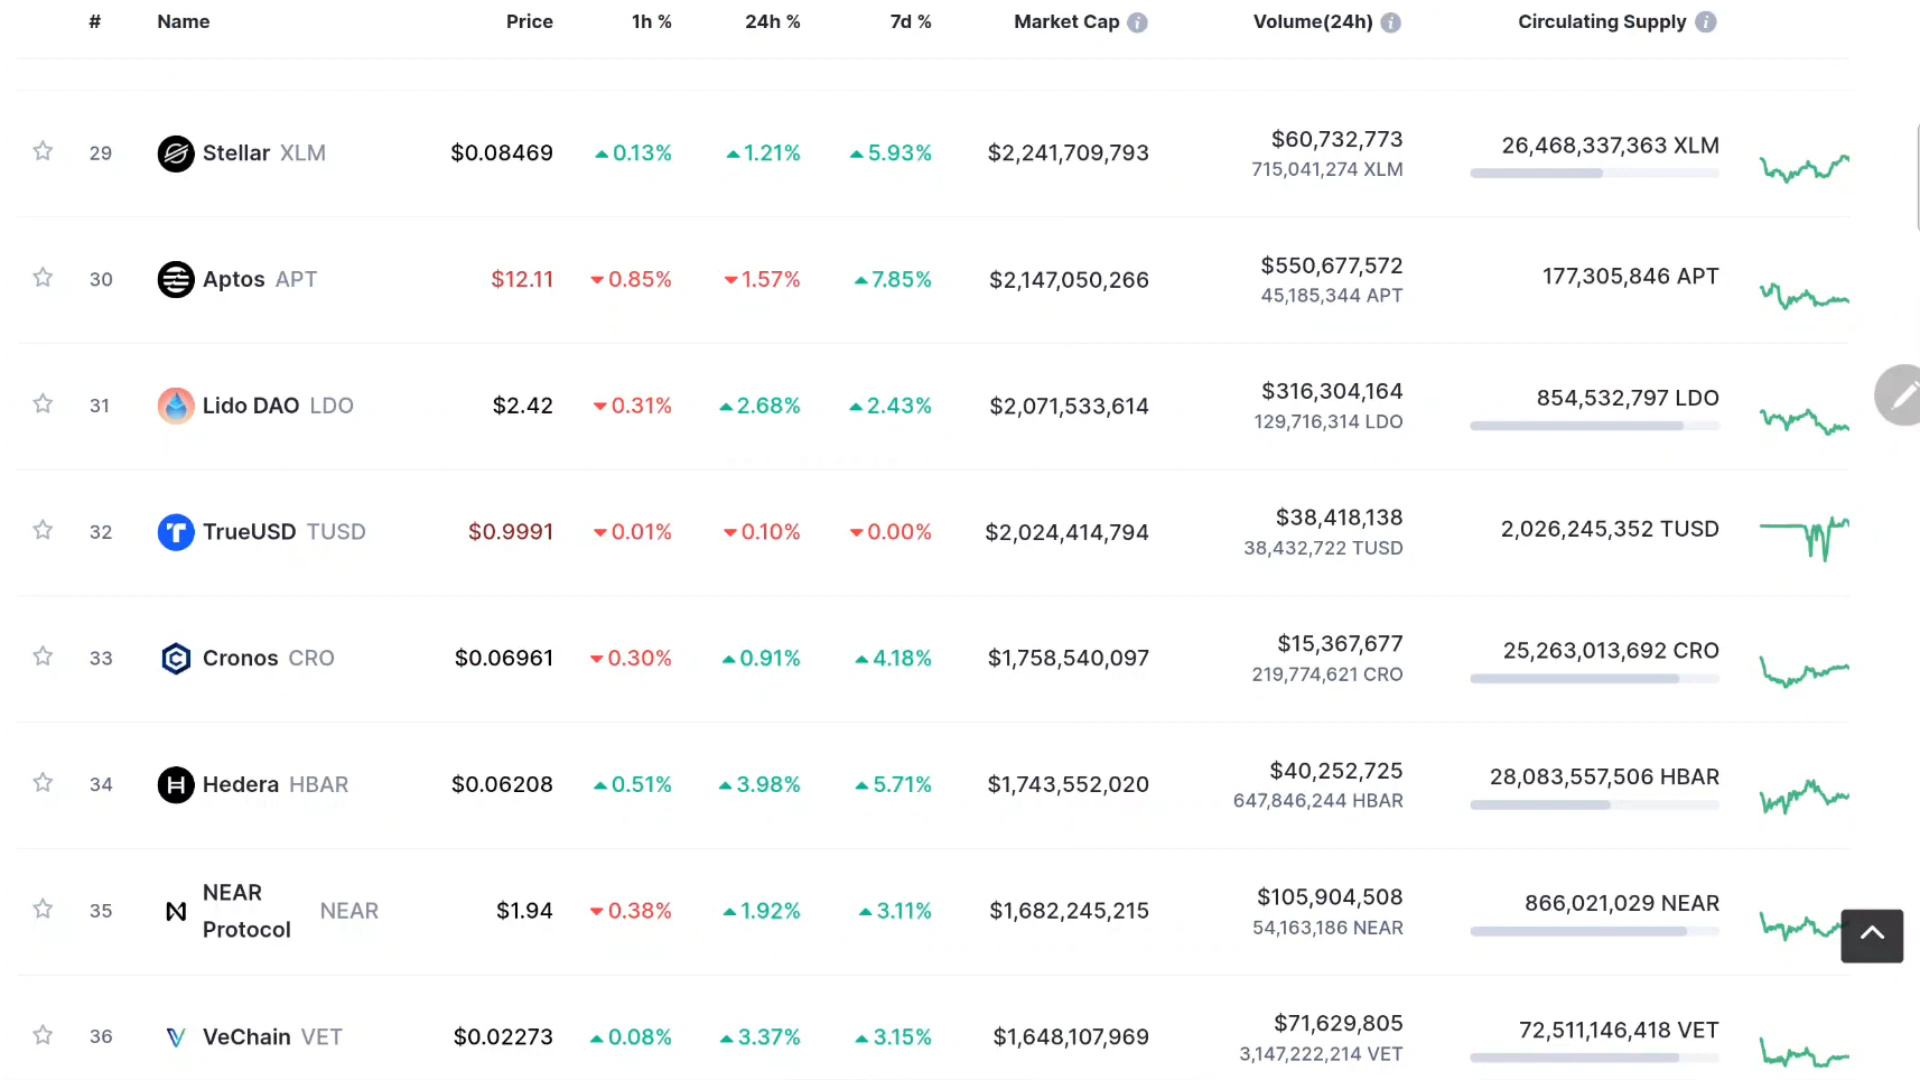 # Name Price 1h % 24h % 7d % Market Cap Volume(24h) Circulating Supply
29 Stellar XLM $0.08469 0.13% 1.21% 5.93% $2,241,709,793 $60,732,773 26,468,337,363 XLM
715,041,274 XLM
30 Aptos APT $12.11 0.85% 1.57% 7.85% $2,147,050,266 $550,677,572 177,305,846 APT
45,185,344 APT
31 Lido DAO LDO $2.42 0.31% 2.68% 2.43% $2,071,533,614 $316,304,164 854,532,797 LDO
129,716,314 LDO
32 TrueUSD TUSD $0.9991 0.01% 0.10% 0.00% $2,024,414,794 $38,418,138 2,026,245,352 TUSD
38,432,722 TUSD
33 Cronos CRO $0.06961 0.30% 0.91% 4.18% $1,758,540,097 $15,367,677 25,263,013,692 CRO
219,774,621 CRO
34 Hedera HBAR $0.06208 0.51% 3.98% 5.71% $1,743,552,020 $40,252,725 28,083,557,506 HBAR
647,846,244 HBAR
35 NEAR Protocol NEAR $1.94 0.38% 1.92% 3.11% $1,682,245,215 $105,904,508 866,021,029 NEAR
54,163,186 NEAR
36 VeChain VET $0.02273 0.08% 3.37% 3.15% $1,648,107,969 $71,629,805 72,511,146,418 VET
3,147,222,214 VET